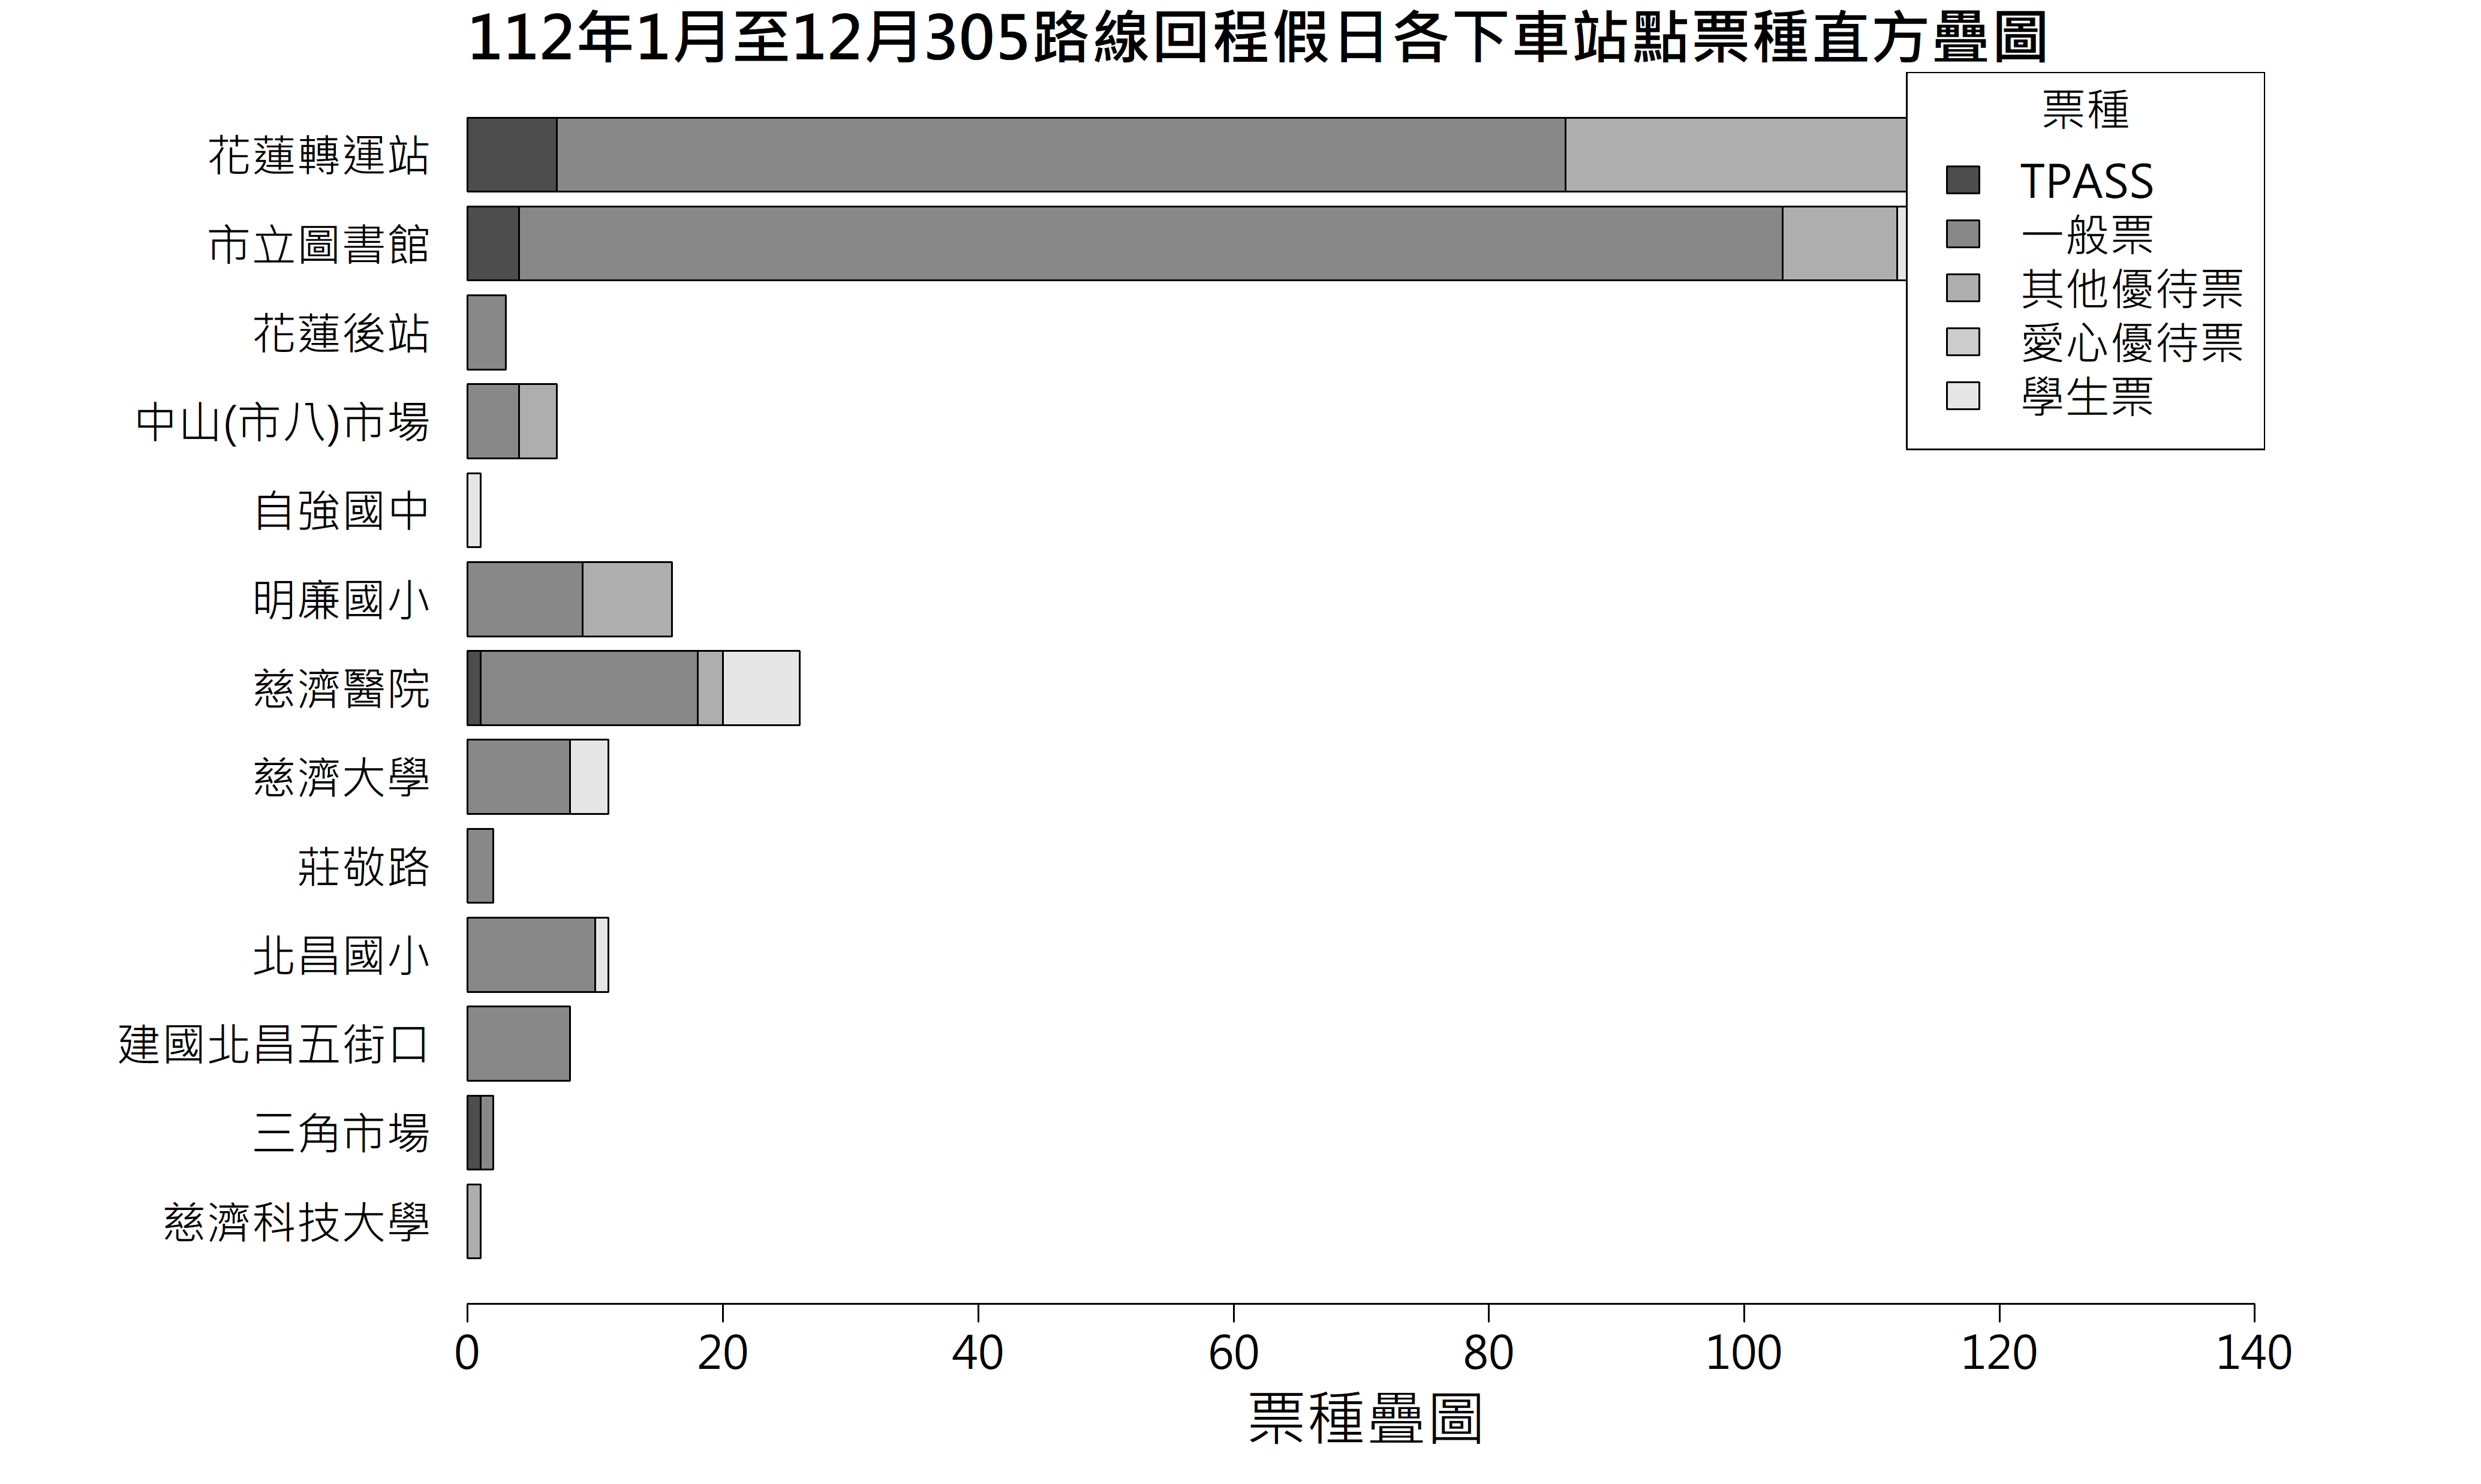 112年1月至12月305路線回程假日各下車站點票種直方疊圖
票種
TPASS
一般票
其他優待票
愛心優待票
學生票
花蓮轉運站
市立圖書館
花蓮後站
中山(市八)市場
自強國中
明廉國小
慈濟醫院
慈濟大學
莊敬路
北昌國小
建國北昌五街口
三角市場
慈濟科技大學
0 20 40 60 80 100 120 140
票種疊圖